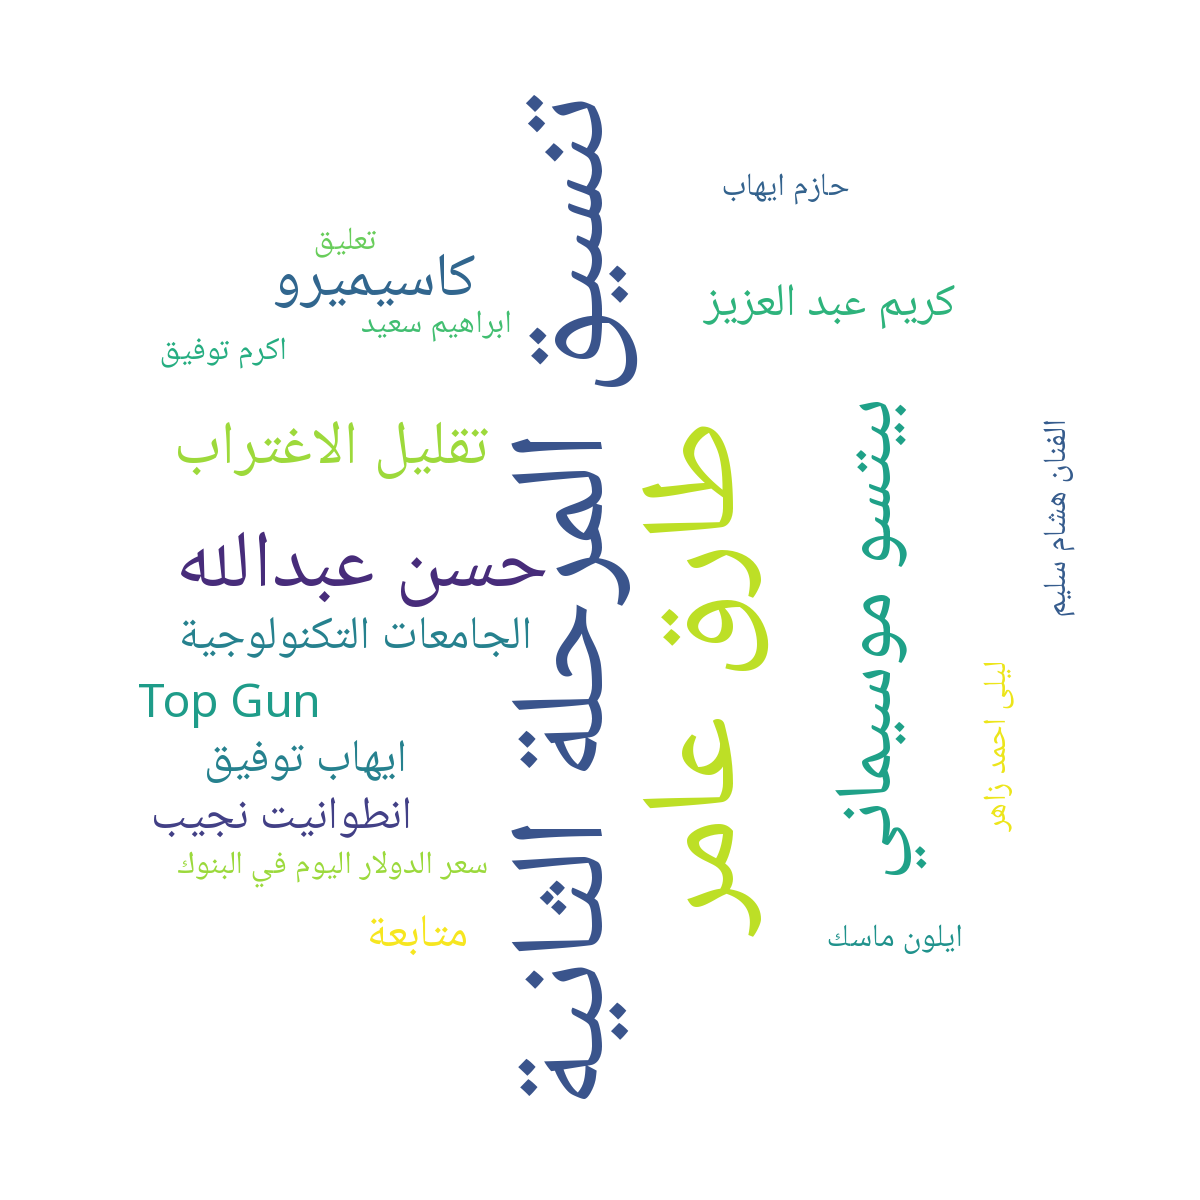 تنسيق المرحلة الثانية
حازم ايهاب
تعليق
كاسيميرو
كريم عبد العزيز
ابراهيم سعيد
اكرم توفيق
بيتسو موسيماني
الفنان هشام سليم
تقليل الاغتراب
طارق عامر
حسن عبدالله
الجامعات التكنولوجية
ليلى احمد زاهر
Top Gun
ايهاب توفيق
انطوانيت نجيب
سعر الدولار اليوم في البنوك
متابعة
ايلون ماسك